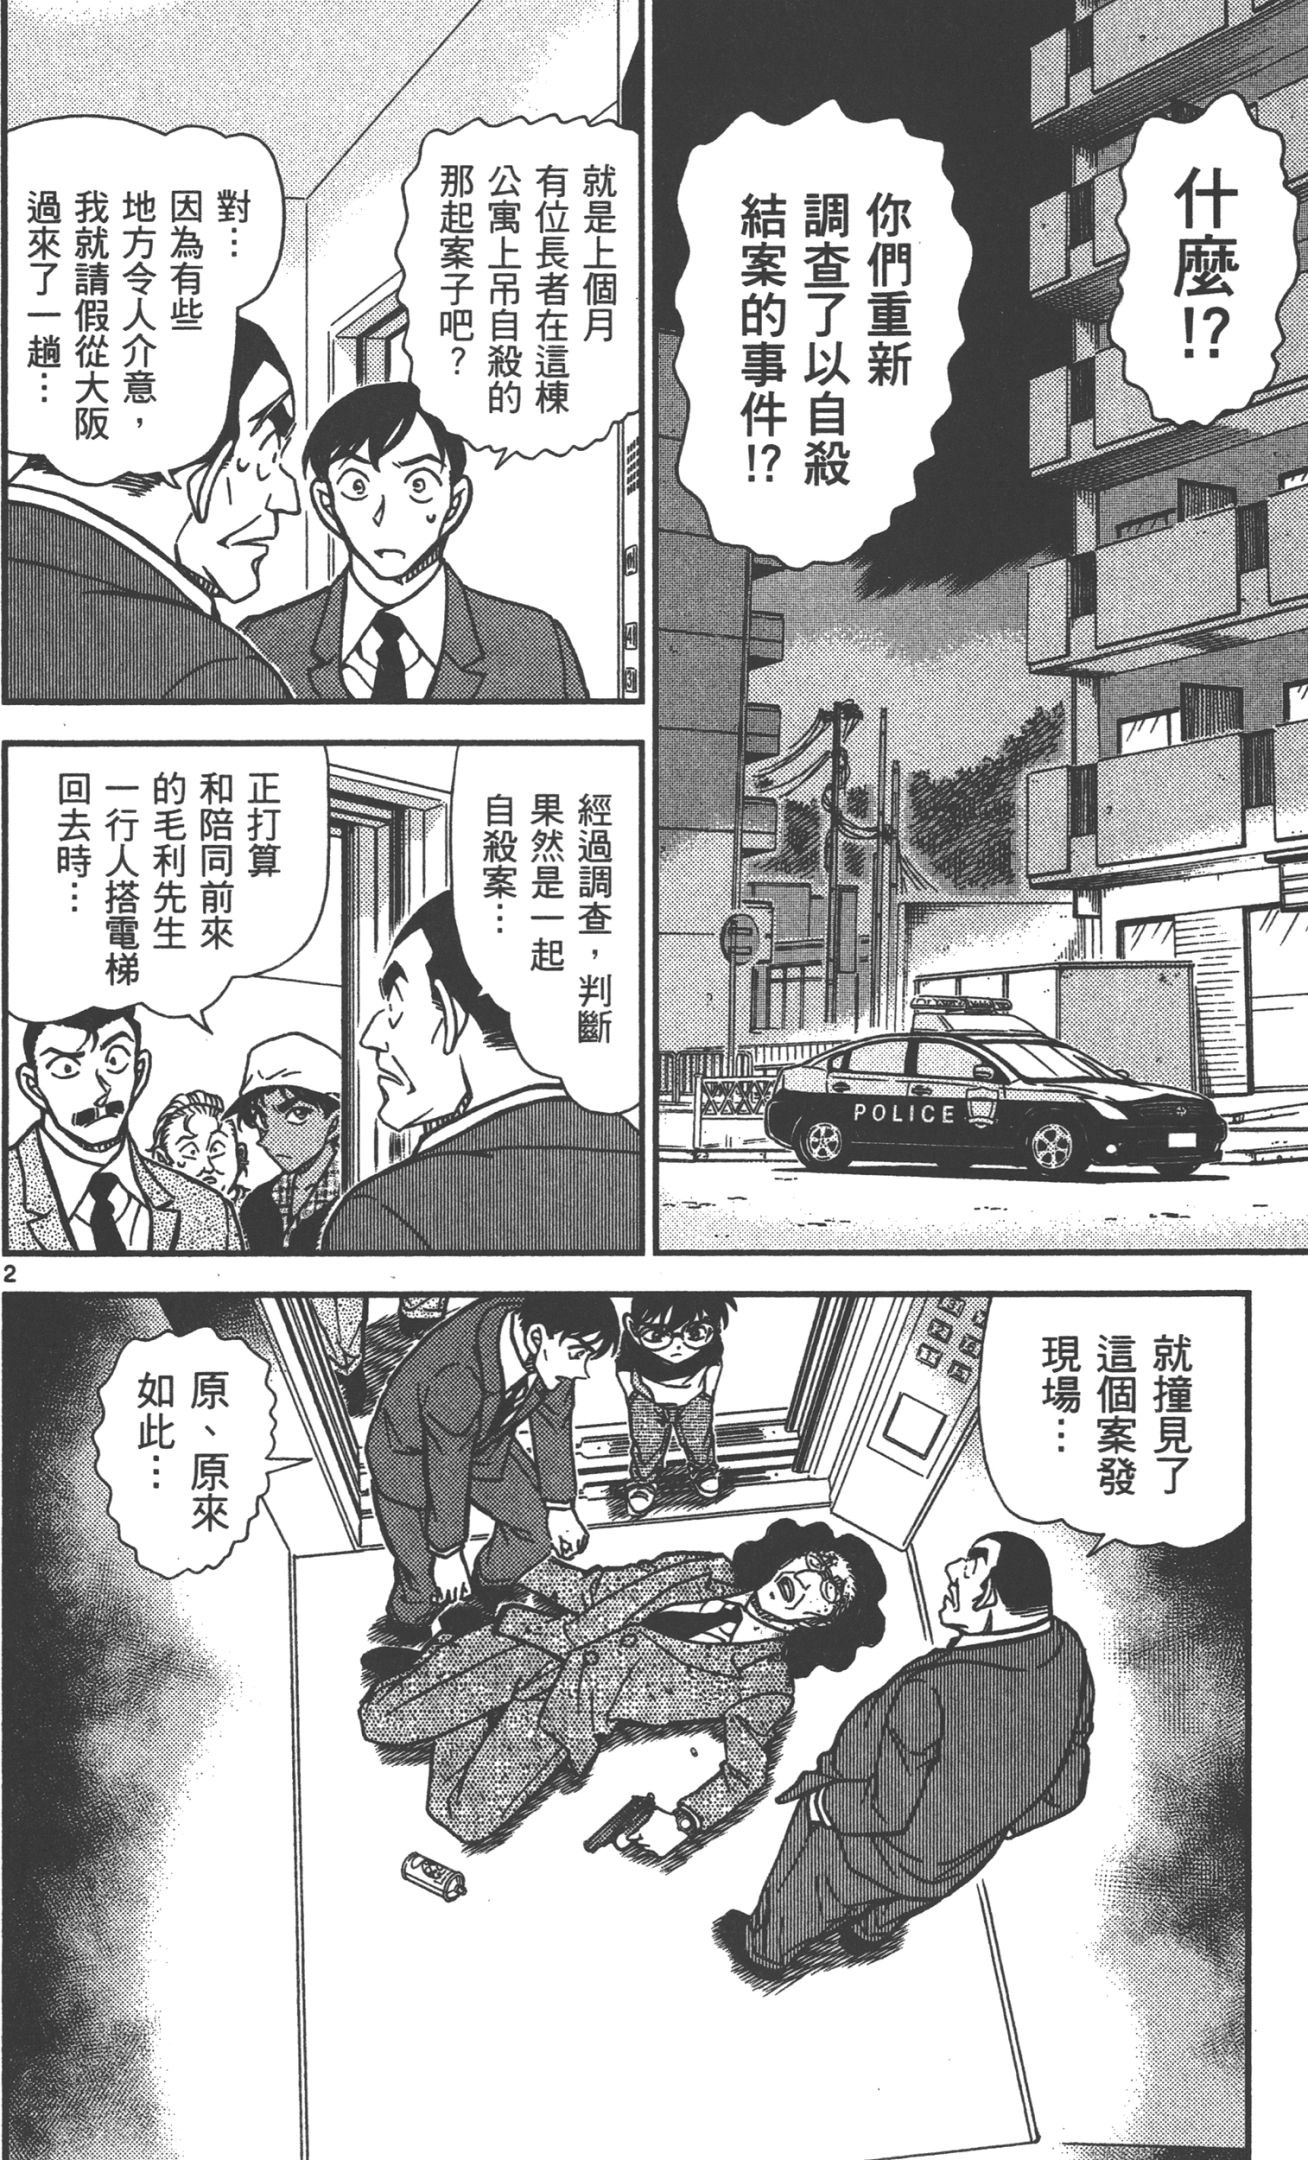 什麼!?
你們重新
調查了以自殺
結案的事件!?
POLICE
就是上個月
有位長者在這棟
公寓上吊自殺的
那起案子吧？
對…
因為有些
地方令人介意，
我就請假從大阪
過來了一趟…
經過調查，判斷
果然是一起
自殺案…
正打算
和陪同前來
的毛利先生
一行人搭電梯
回去時…
2
就撞見了
這個案發
現場…
原、原來
如此…